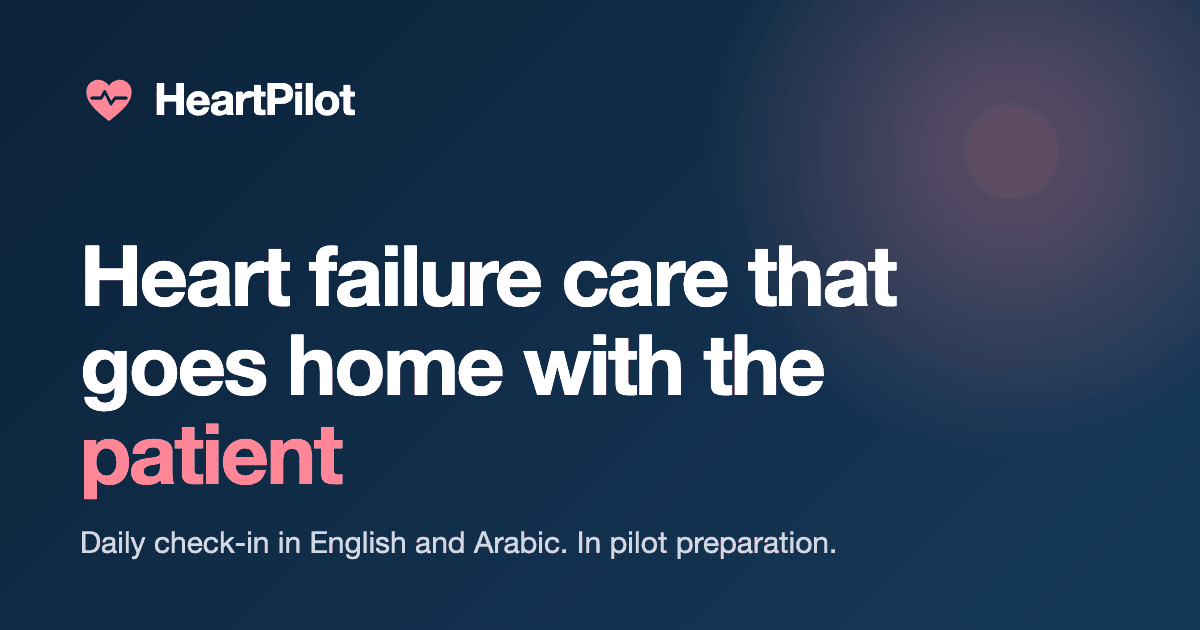 HeartPilot
Heart failure care that
goes home with the
patient
Daily check-in in English and Arabic. In pilot preparation.